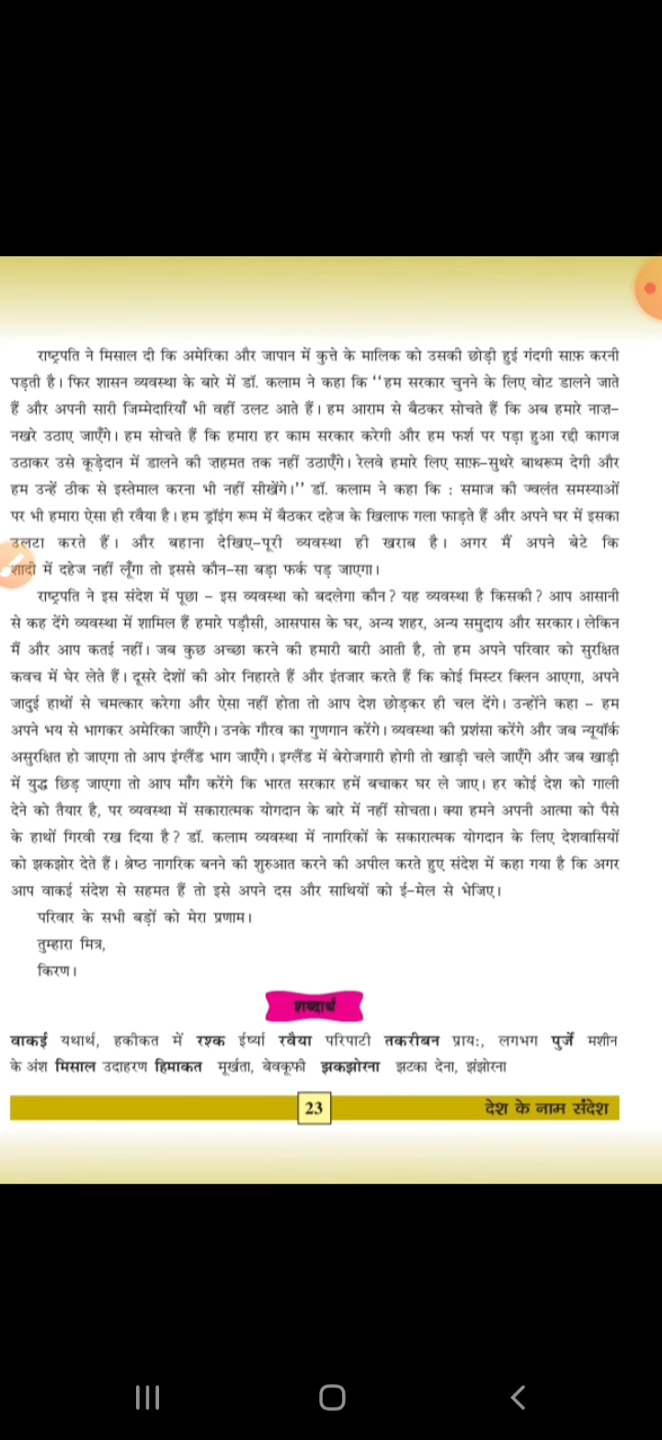 राष्ट्रपति ने मिसाल दी कि अमेरिका और जापान में कुत्ते के मालिक को उसकी छोड़ी हुई गंदगी साफ़ करनी
पड़ती है। फिर शासन व्यवस्था के बारे में डॉ. कलाम ने कहा कि ‘‘हम सरकार चुनने के लिए वोट डालने जाते
हैं और अपनी सारी जिम्मेदारियाँ भी वहीं उलट आते हैं। हम आराम से बैठकर सोचते हैं कि अब हमारे नाज़-
नखरे उठाए जाएँगे। हम सोचते हैं कि हमारा हर काम सरकार करेगी और हम फर्श पर पड़ा हुआ रद्दी कागज
उठाकर उसे कूड़ेदान में डालने की ज़हमत तक नहीं उठाएँगे। रेलवे हमारे लिए साफ़-सुथरे बाथरूम देगी और
हम उन्हें ठीक से इस्तेमाल करना भी नहीं सीखेंगे।’’ डॉ. कलाम ने कहा कि : समाज की ज्वलंत समस्याओं
पर भी हमारा ऐसा ही रवैया है। हम ड्रॉइंग रूम में बैठकर दहेज के खिलाफ गला फाड़ते हैं और अपने घर में इसका
उलटा करते हैं। और बहाना देखिए-पूरी व्यवस्था ही खराब है। अगर मैं अपने बेटे कि
शादी में दहेज नहीं लूँगा तो इससे कौन-सा बड़ा फर्क पड़ जाएगा।
राष्ट्रपति ने इस संदेश में पूछा - इस व्यवस्था को बदलेगा कौन? यह व्यवस्था है किसकी? आप आसानी
से कह देंगे व्यवस्था में शामिल हैं हमारे पड़ौसी, आसपास के घर, अन्य शहर, अन्य समुदाय और सरकार। लेकिन
मैं और आप कतई नहीं। जब कुछ अच्छा करने की हमारी बारी आती है, तो हम अपने परिवार को सुरक्षित
कवच में घेर लेते हैं। दूसरे देशों की ओर निहारते हैं और इंतजार करते हैं कि कोई मिस्टर क्लिन आएगा, अपने
जादुई हाथों से चमत्कार करेगा और ऐसा नहीं होता तो आप देश छोड़कर ही चल देंगे। उन्होंने कहा - हम
अपने भय से भागकर अमेरिका जाएँगे। उनके गौरव का गुणगान करेंगे। व्यवस्था की प्रशंसा करेंगे और जब न्यूयॉर्क
असुरक्षित हो जाएगा तो आप इंग्लैंड भाग जाएँगे। इग्लैंड में बेरोजगारी होगी तो खाड़ी चले जाएँगे और जब खाड़ी
में युद्ध छिड़ जाएगा तो आप माँग करेंगे कि भारत सरकार हमें बचाकर घर ले जाए। हर कोई देश को गाली
देने को तैयार है, पर व्यवस्था में सकारात्मक योगदान के बारे में नहीं सोचता। क्या हमने अपनी आत्मा को पैसे
के हाथों गिरवी रख दिया है? डॉ. कलाम व्यवस्था में नागरिकों के सकारात्मक योगदान के लिए देशवासियों
को झकझोर देते हैं। श्रेष्ठ नागरिक बनने की शुरुआत करने की अपील करते हुए संदेश में कहा गया है कि अगर
आप वाकई संदेश से सहमत हैं तो इसे अपने दस और साथियों को ई-मेल से भेजिए।
परिवार के सभी बड़ों को मेरा प्रणाम।
तुम्हारा मित्र,
किरण।
शब्दार्थ
वाकई यथार्थ, हकीकत में रश्क ईर्ष्या रवैया परिपाटी तकरीबन प्रायः, लगभग पुर्जे मशीन
के अंश मिसाल उदाहरण हिमाकत मूर्खता, बेवकूफी झकझोरना झटका देना, झंझोरना
23
देश के नाम संदेश